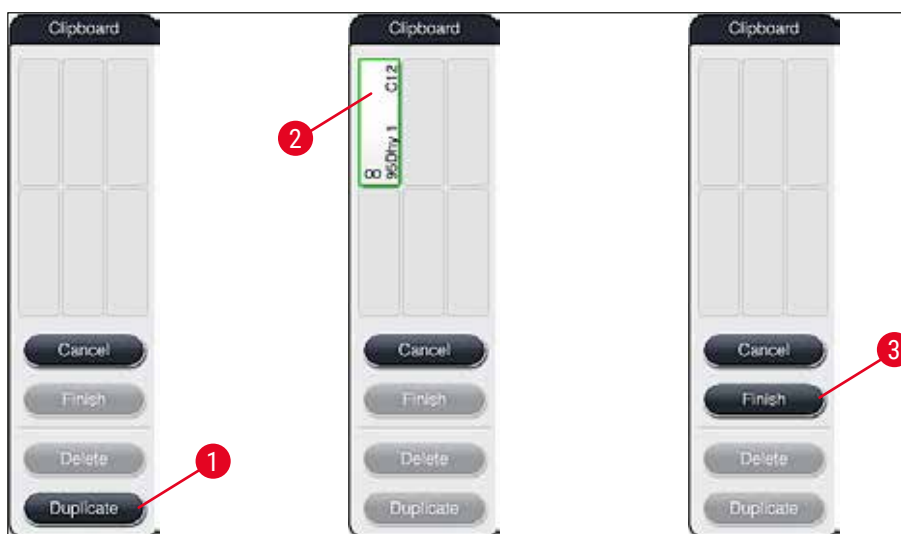 Clipboard
Cancel
Finish
Delete
Duplicate
1
Clipboard
C12
95Dhy 1
00
2
Cancel
Finish
Delete
Duplicate
Clipboard
Cancel
Finish
3
Delete
Duplicate